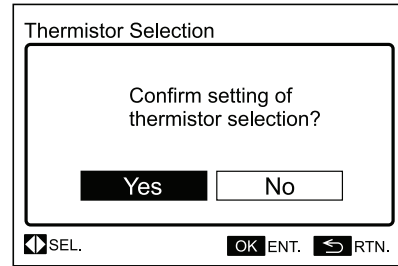 Thermistor Selection
Confirm setting of
thermistor selection?
Yes No
SEL. OK ENT. RTN.